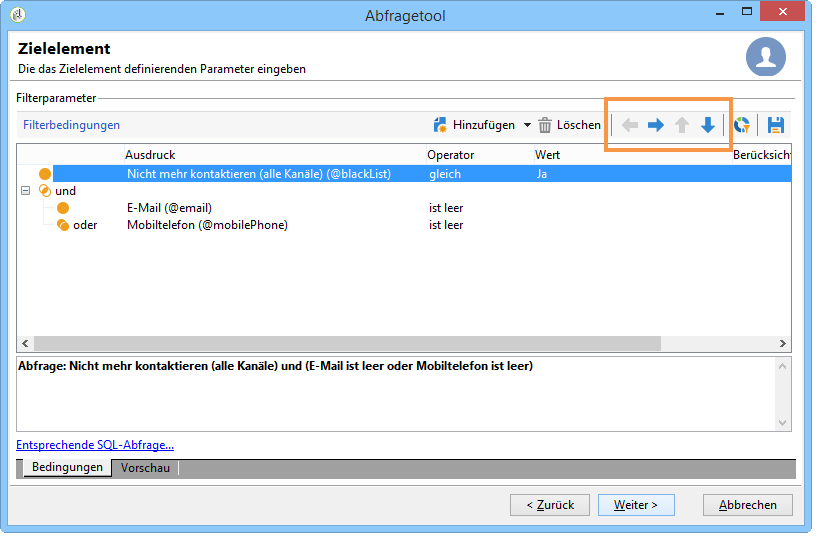 Abfragetool
Zielelement
Die das Zielelement definierenden Parameter eingeben
Filterparameter
Filterbedingungen Hinzufügen Löschen
Ausdruck Operator Wert Berücksicht
Nicht mehr kontaktieren (alle Kanäle) (@blackList) gleich Ja
und
E-Mail (@email) ist leer
oder Mobiltelefon (@mobilePhone) ist leer
Abfrage: Nicht mehr kontaktieren (alle Kanäle) und (E-Mail ist leer oder Mobiltelefon ist leer)
Entsprechende SQL-Abfrage...
Bedingungen Vorschau
< Zurück Weiter > Abbrechen